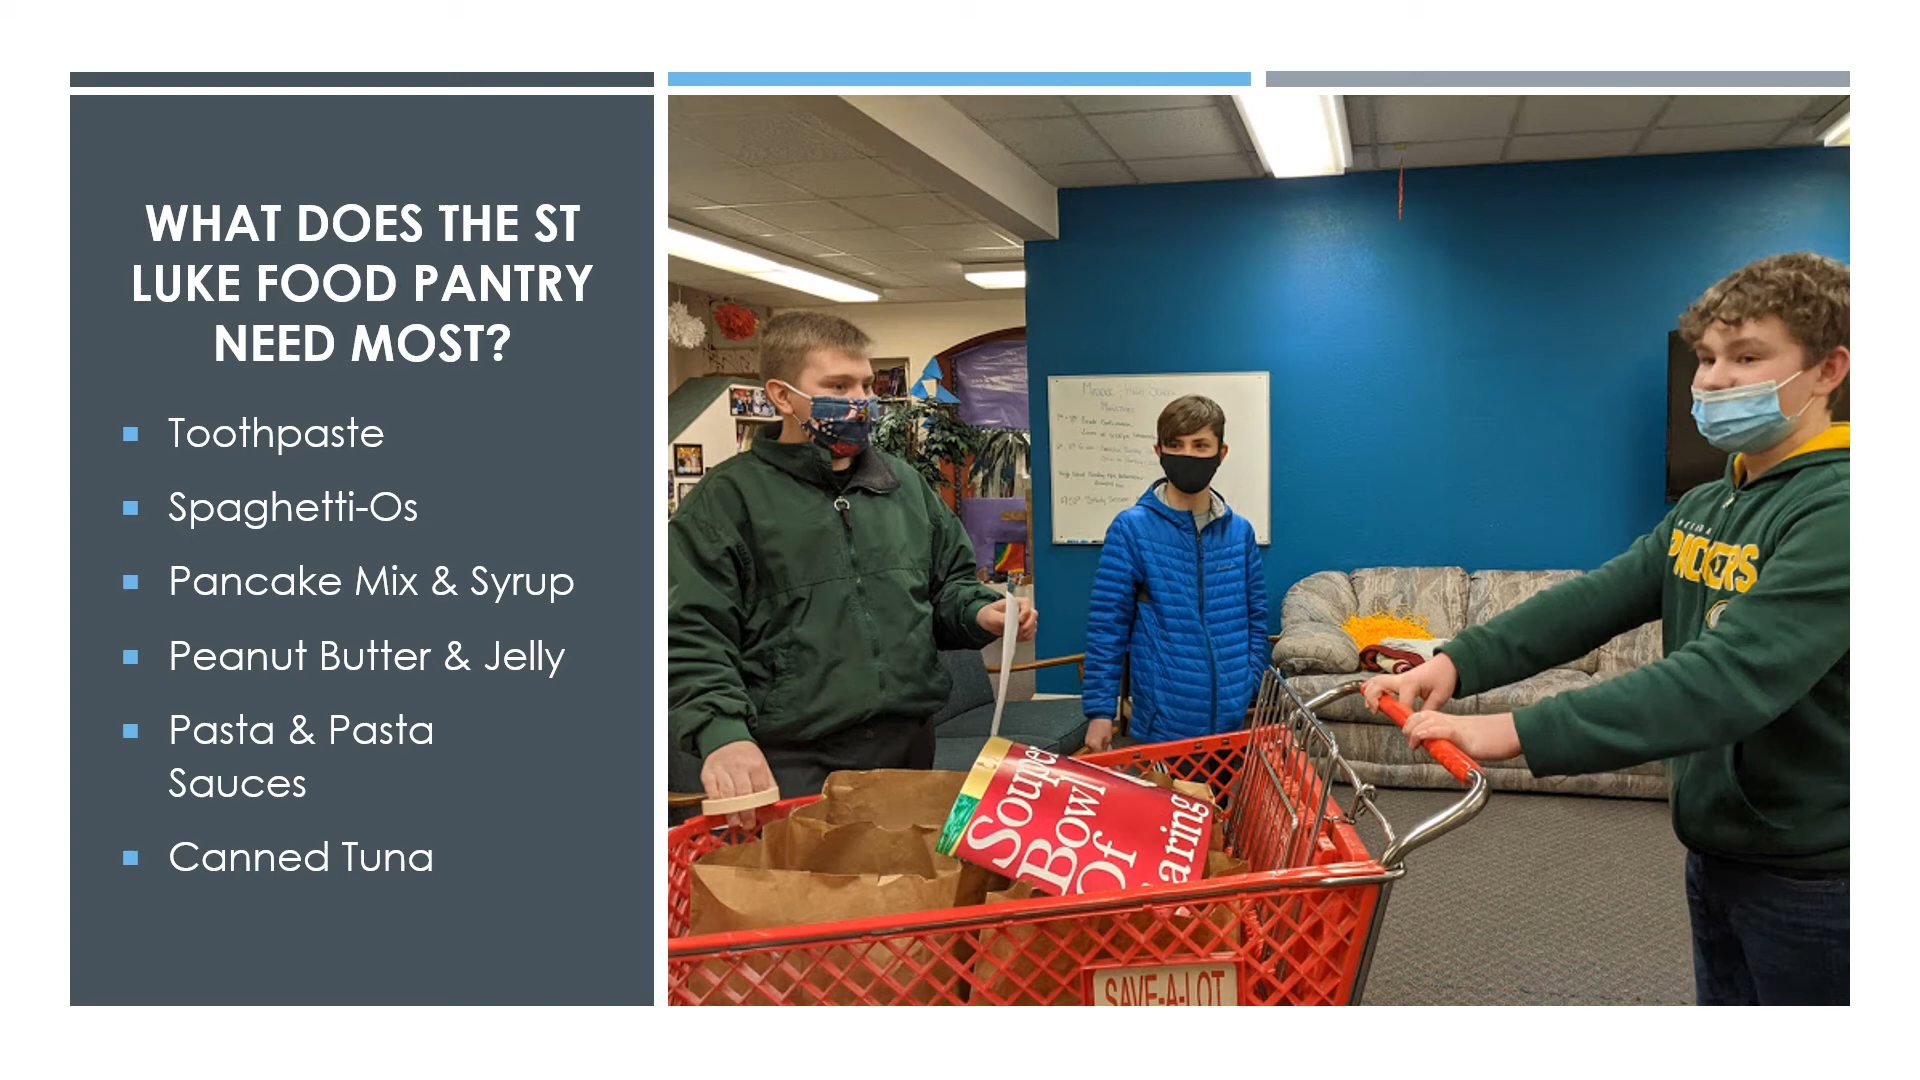 WHAT DOES THE ST
LUKE FOOD PANTRY
NEED MOST?
Toothpaste
Spaghetti-Os
Pancake Mix & Syrup
Peanut Butter & Jelly
Pasta & Pasta
Sauces
Canned Tuna
PACKERS
Souper
Bowl
Of
aring
SAVE-A-LOT